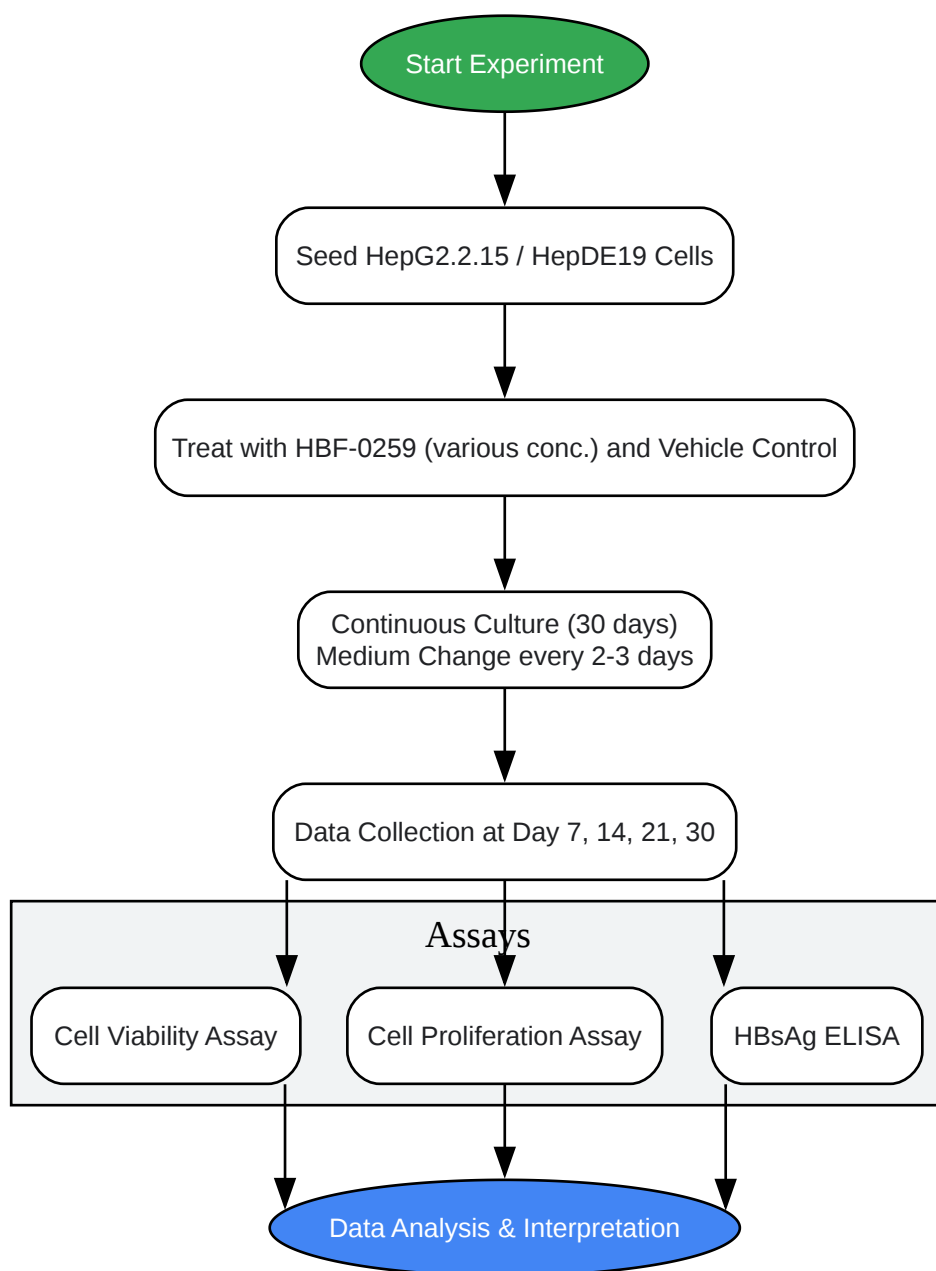 Start Experiment
Seed HepG2.2.15 / HepDE19 Cells
Treat with HBF-0259 (various conc.) and Vehicle Control
Continuous Culture (30 days)
Medium Change every 2-3 days
Data Collection at Day 7, 14, 21, 30
Assays
Cell Viability Assay
Cell Proliferation Assay
HBsAg ELISA
Data Analysis & Interpretation